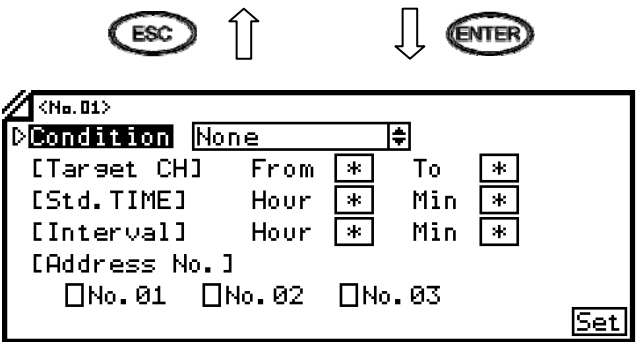 ESC ENTER
<No.01>
Condition None
[Target CH] From * To *
[Std.TIME] Hour * Min *
[Interval] Hour * Min *
[Address No.]
No.01 No.02 No.03
Set